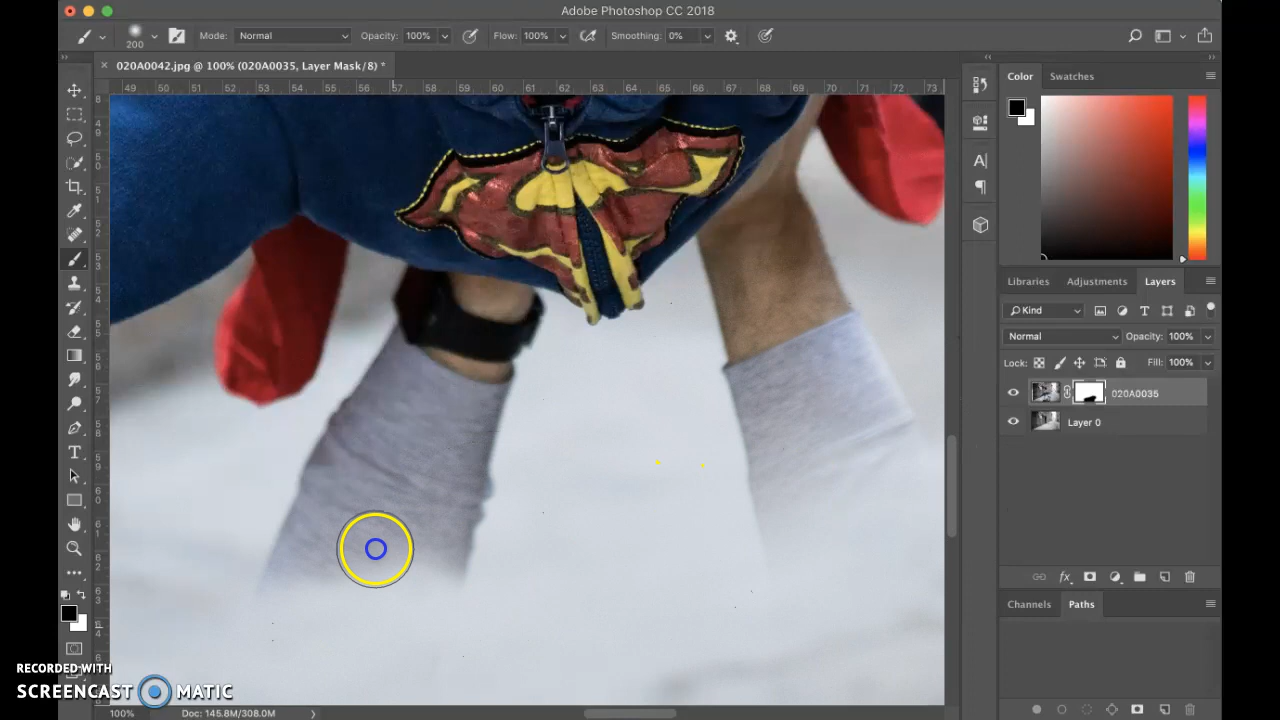 Adobe Photoshop CC 2018
200 Mode: Normal Opacity: 100% Flow: 100% Smoothing: 0%
× 020A0042.jpg @ 100% (020A0035, Layer Mask/8) *
49 50 51 52 53 54 55 56 57 58 59 60 61 62 63 64 65 66 67 68 69 70 71 72 73
Color Swatches
Libraries Adjustments Layers
Kind
Normal Opacity: 100%
Lock: Fill: 100%
020A0035
Layer 0
Channels Paths
RECORDED WITH
SCREENCAST MATIC
100% Doc: 145.8M/308.0M